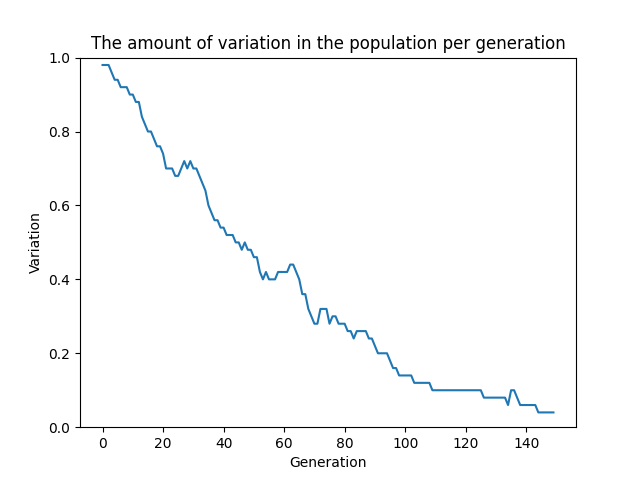 The amount of variation in the population per generation
1.0
0.8
0.6
0.4
0.2
0.0
Variation
0 20 40 60 80 100 120 140
Generation